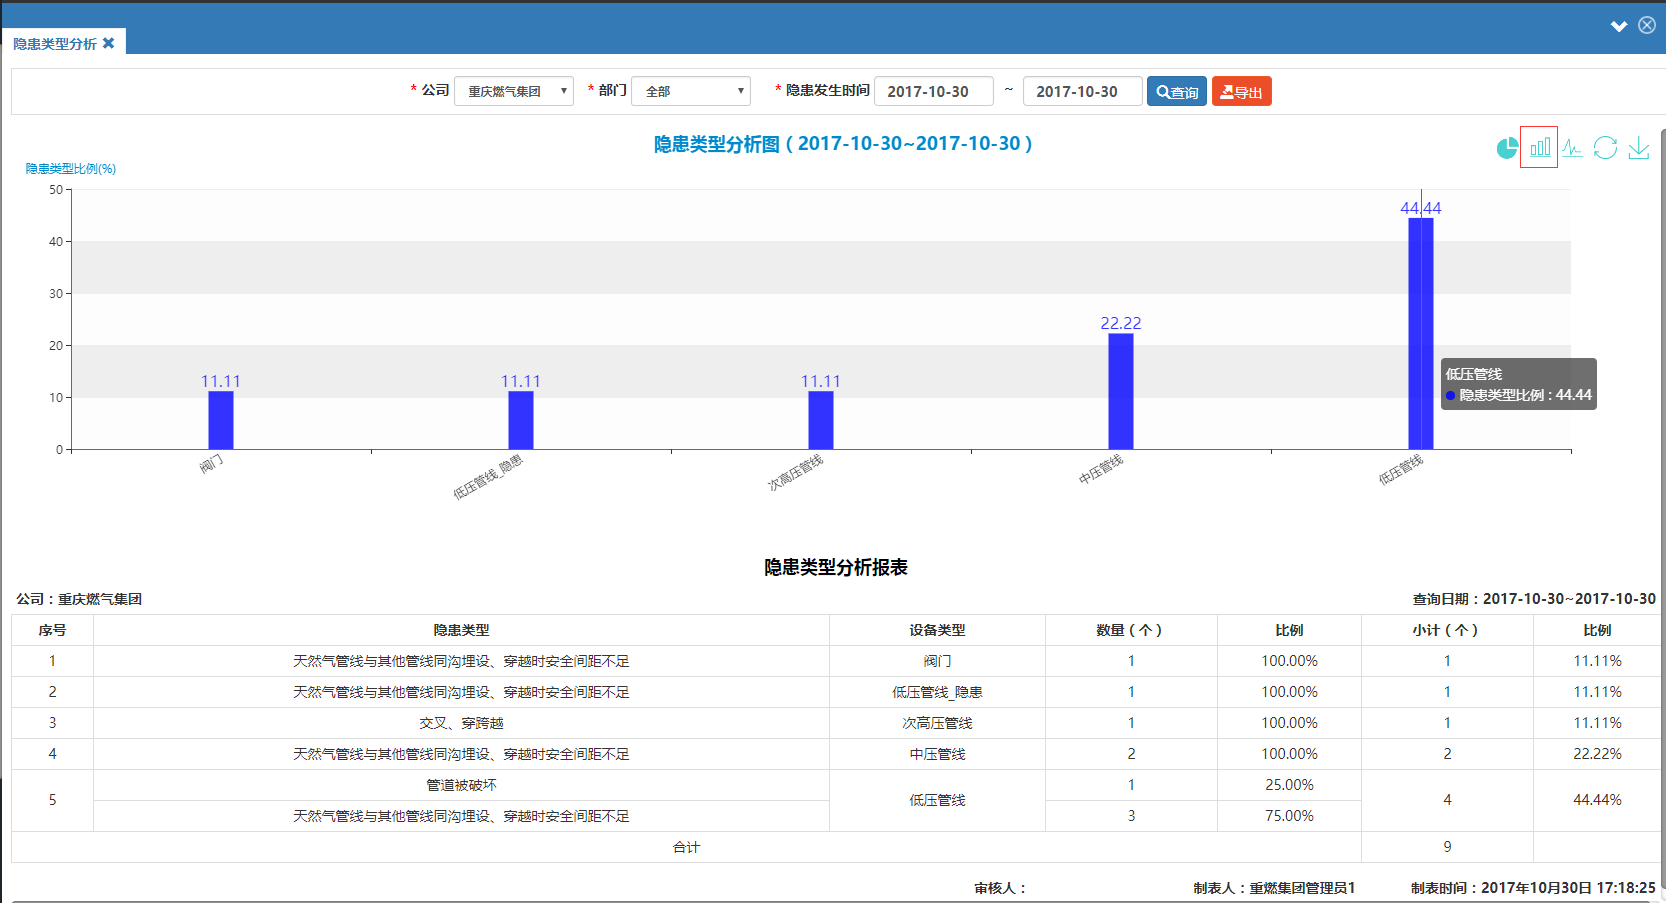 隐患类型分析
* 公司 重庆燃气集团 * 部门 全部 * 隐患发生时间 2017-10-30 ~ 2017-10-30 查询 导出
隐患类型分析图 ( 2017-10-30~2017-10-30 )
隐患类型比例(%)
50
40
30
20
10
0
11.11
11.11
11.11
22.22
44.44
低压管线
隐患类型比例 : 44.44
阀门
低压管线_隐患
次高压管线
中压管线
低压管线
隐患类型分析报表
公司：重庆燃气集团 查询日期：2017-10-30~2017-10-30
序号 隐患类型 设备类型 数量（个） 比例 小计（个） 比例
1 天然气管线与其他管线同沟埋设、穿越时安全间距不足 阀门 1 100.00% 1 11.11%
2 天然气管线与其他管线同沟埋设、穿越时安全间距不足 低压管线_隐患 1 100.00% 1 11.11%
3 交叉、穿跨越 次高压管线 1 100.00% 1 11.11%
4 天然气管线与其他管线同沟埋设、穿越时安全间距不足 中压管线 2 100.00% 2 22.22%
5 管道被破坏 低压管线 1 25.00% 4 44.44%
天然气管线与其他管线同沟埋设、穿越时安全间距不足 3 75.00%
合计 9
审核人： 制表人：重燃集团管理员1 制表时间：2017年10月30日 17:18:25